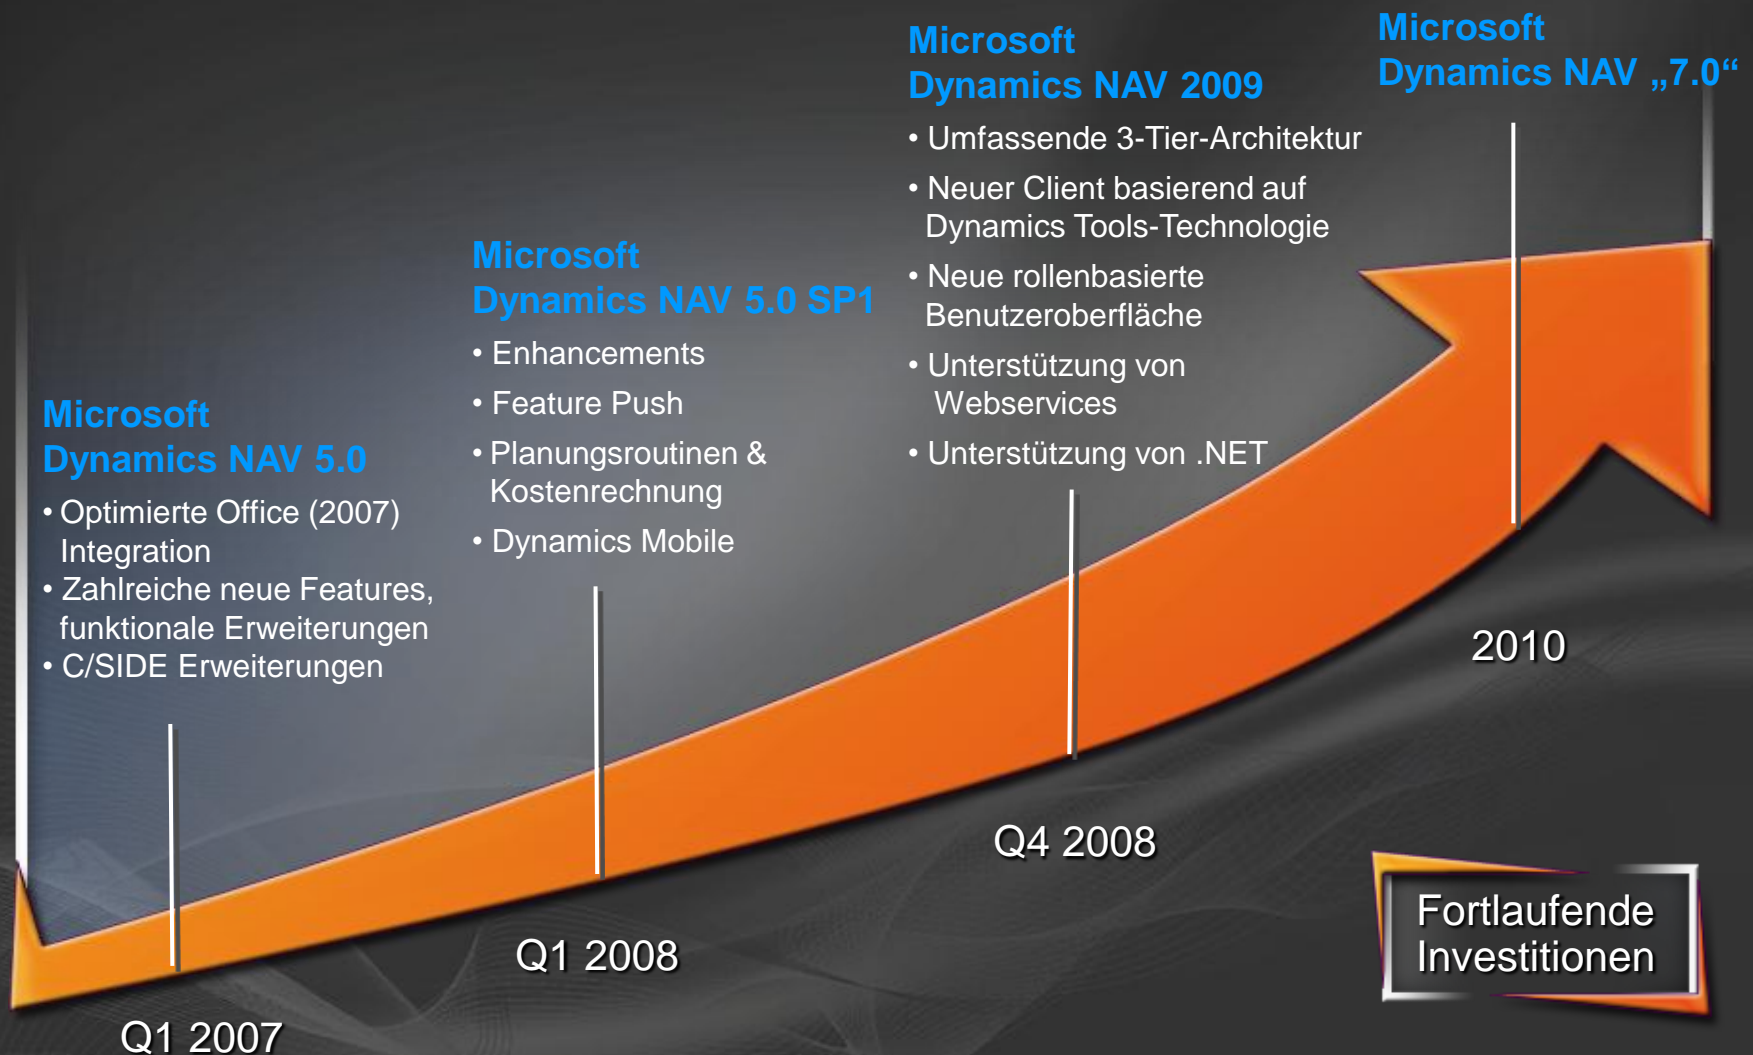 Microsoft
Dynamics NAV 5.0
• Optimierte Office (2007)
Integration
• Zahlreiche neue Features,
funktionale Erweiterungen
• C/SIDE Erweiterungen
Q1 2007
Microsoft
Dynamics NAV 5.0 SP1
• Enhancements
• Feature Push
• Planungsroutinen &
Kostenrechnung
• Dynamics Mobile
Q1 2008
Microsoft
Dynamics NAV 2009
• Umfassende 3-Tier-Architektur
• Neuer Client basierend auf
Dynamics Tools-Technologie
• Neue rollenbasierte
Benutzeroberfläche
• Unterstützung von
Webservices
• Unterstützung von .NET
Q4 2008
Microsoft
Dynamics NAV „7.0“
2010
Fortlaufende
Investitionen